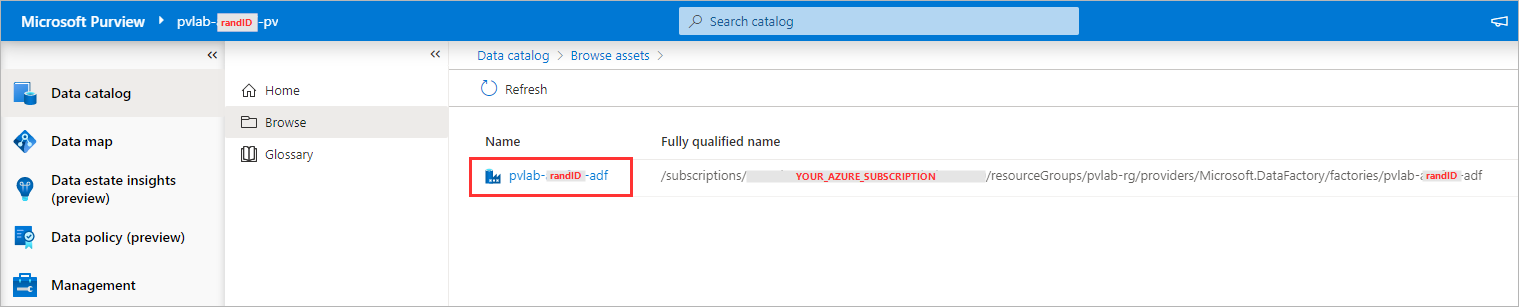 Microsoft Purview pvlab-randID-pv Search catalog
Data catalog
Data map
Data estate insights
(preview)
Data policy (preview)
Management
Home
Browse
Glossary
Data catalog > Browse assets >
Refresh
Name Fully qualified name
pvlab-randID-adf /subscriptions/YOUR_AZURE_SUBSCRIPTION/resourceGroups/pvlab-rg/providers/Microsoft.DataFactory/factories/pvlab-randID-adf